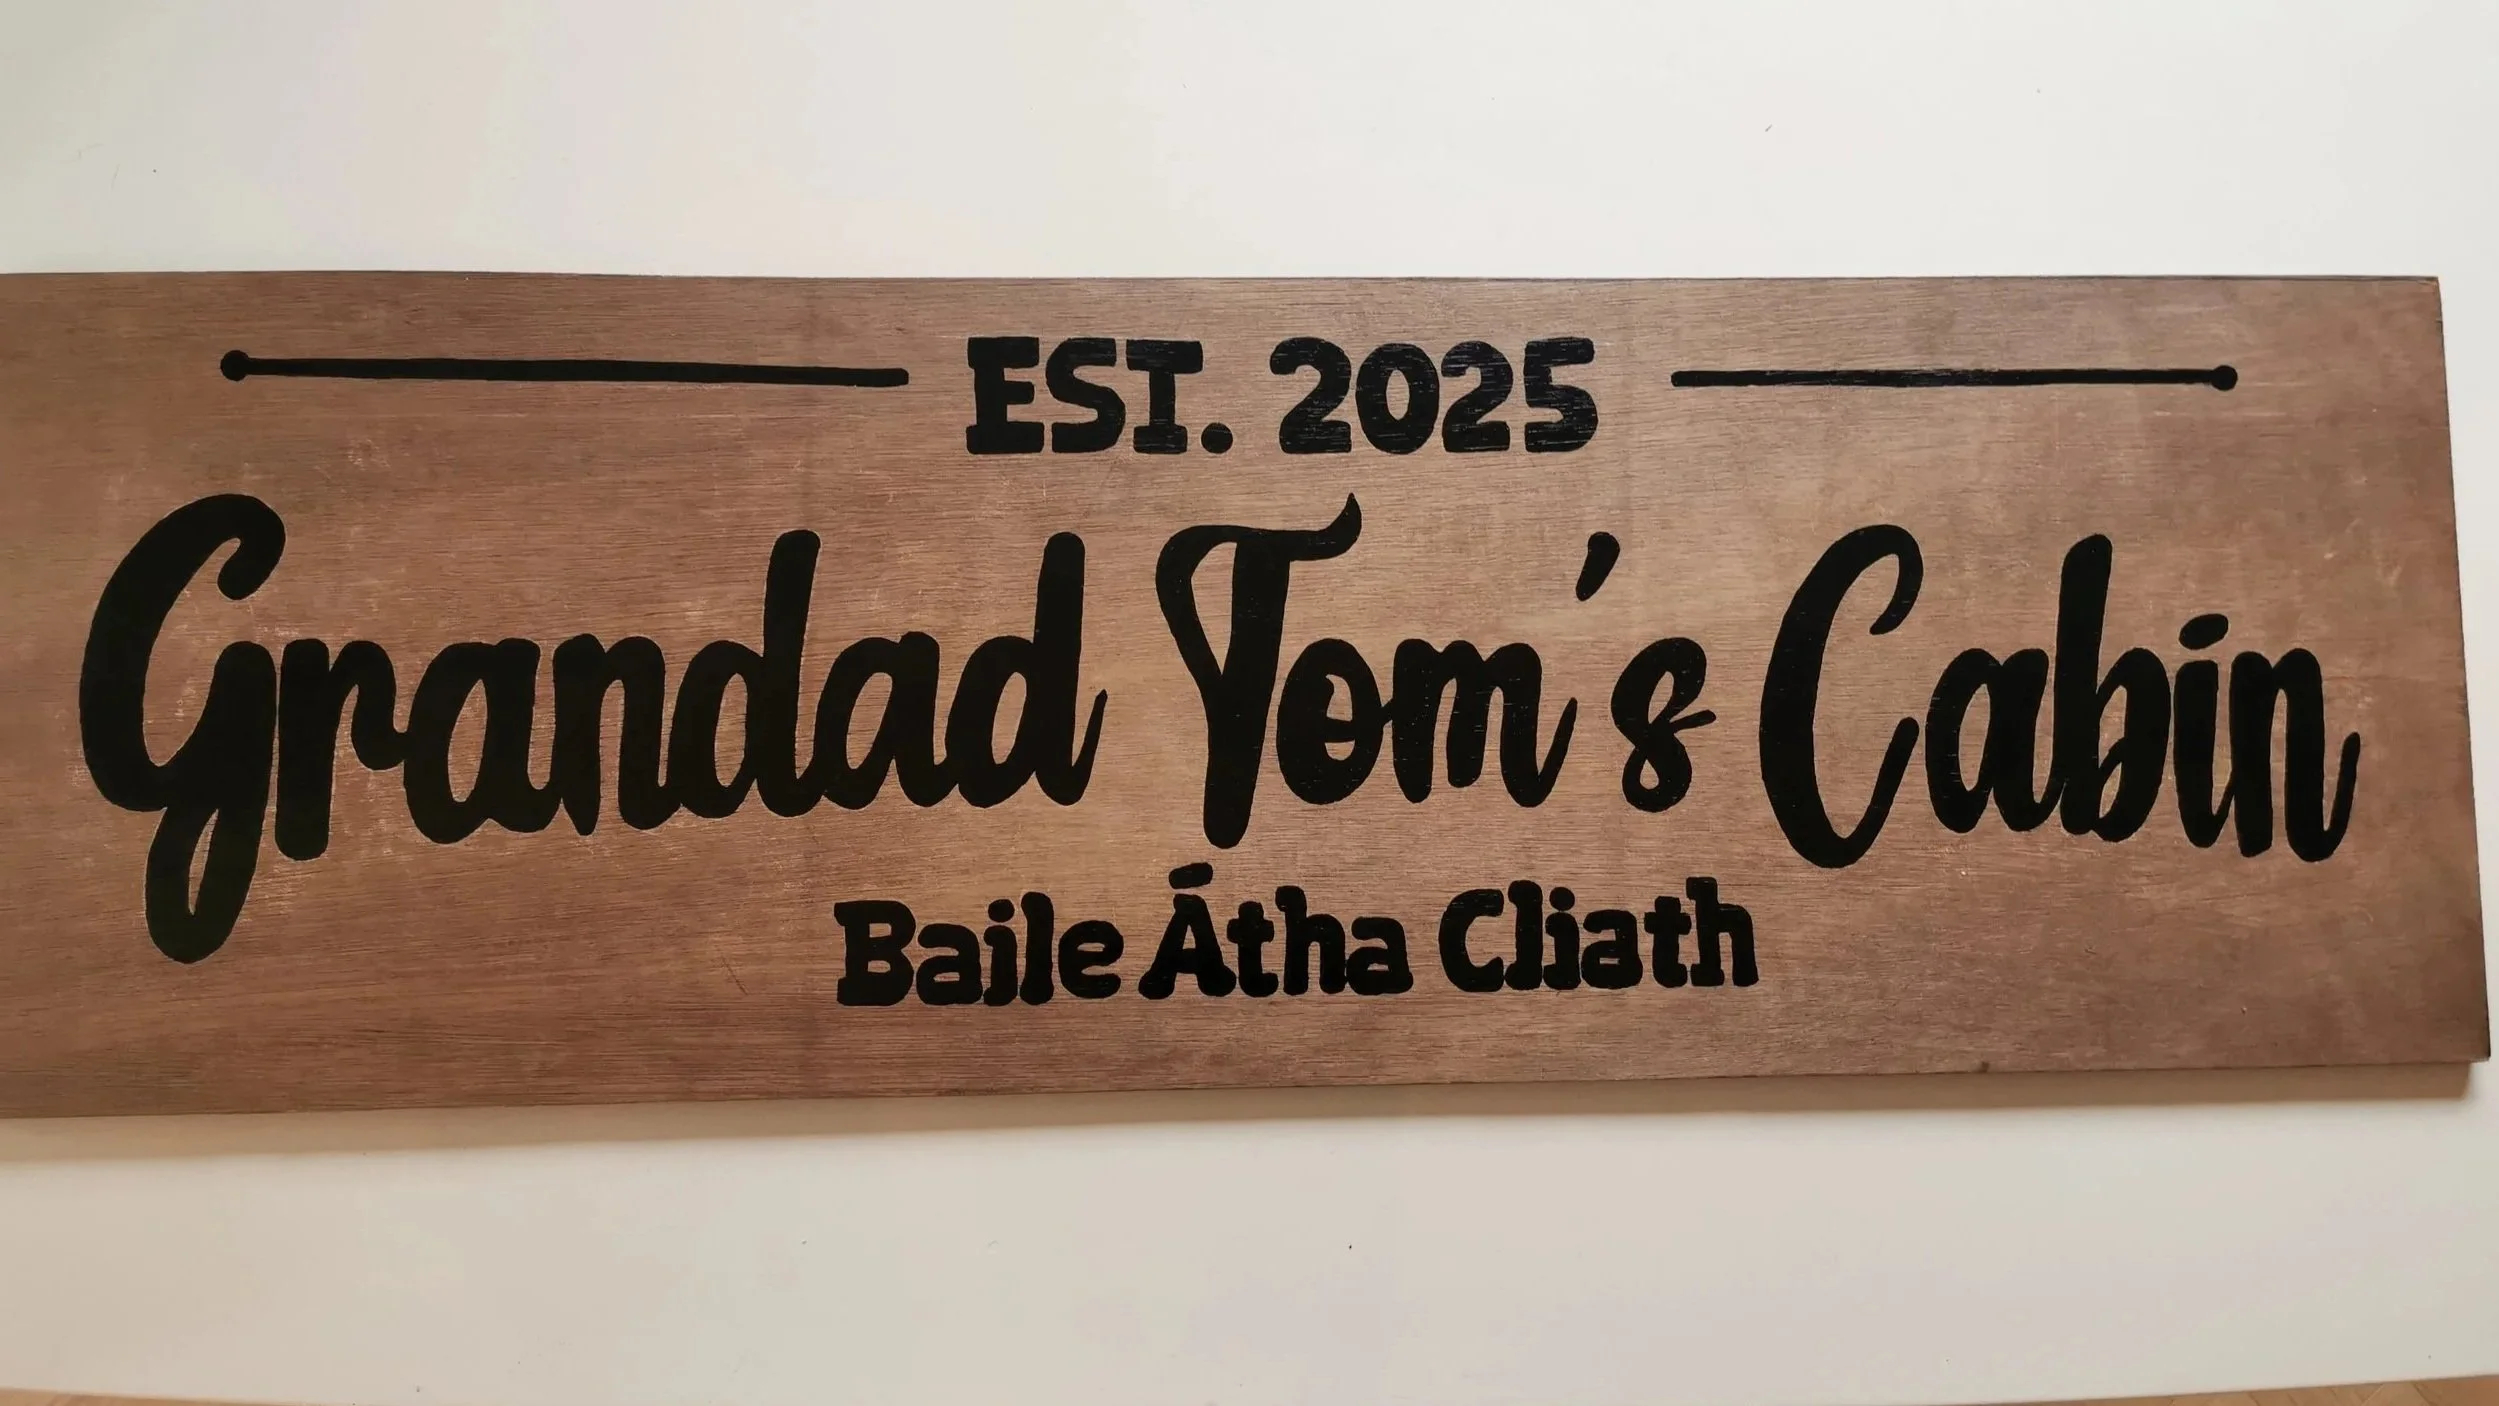 EST. 2025
Grandad Tom's Cabin
Baile Átha Cliath